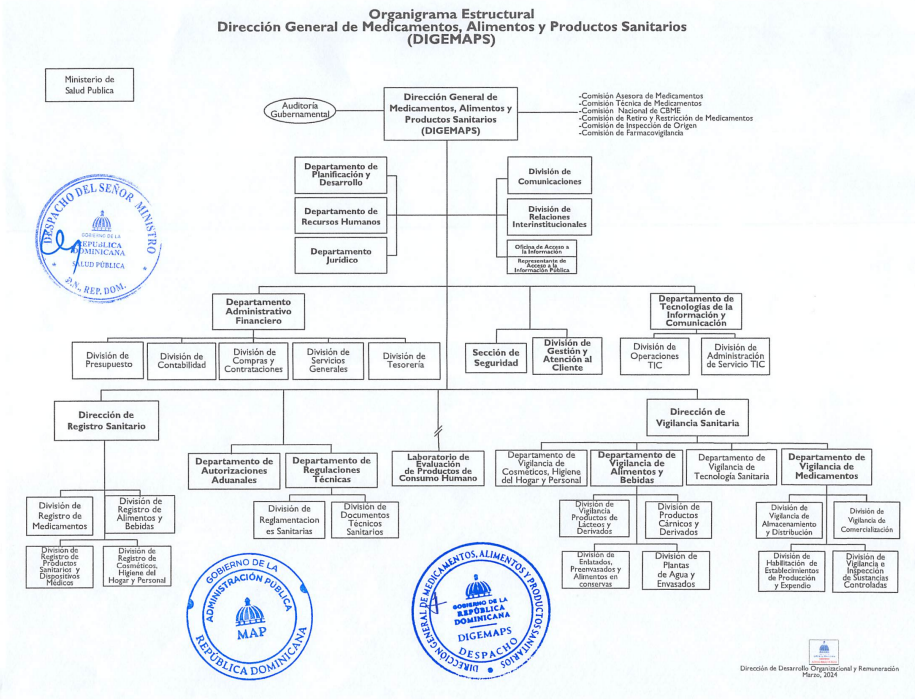 Organigrama Estructural
Dirección General de Medicamentos, Alimentos y Productos Sanitarios
(DIGEMAPS)
Ministerio de
Salud Publica
Auditoría
Gubernamental
Dirección General de
Medicamentos, Alimentos y
Productos Sanitarios
(DIGEMAPS)
-Comisión Asesora de Medicamentos
-Comisión Técnica de Medicamentos
-Comisión Nacional de CBME
-Comisión de Retiro y Restricción de Medicamentos
-Comisión de Inspección de Origen
-Comisión de Farmacovigilancia
Departamento de
Planificación y
Desarrollo
División de
Comunicaciones
Departamento de
Recursos Humanos
División de
Relaciones
Interinstitucionales
Departamento
Jurídico
Oficina de Acceso a
la Información
Representante de
Acceso a la
Información Pública
DESPACHO DEL SEÑOR MINISTRO
GOBIERNO DE LA
REPÚBLICA
DOMINICANA
SALUD PÚBLICA
D.N., REP. DOM.
Departamento
Administrativo
Financiero
Departamento de
Tecnologías de la
Información y
Comunicación
División de
Presupuesto
División de
Contabilidad
División de
Compras y
Contrataciones
División de
Servicios
Generales
División de
Tesorería
Sección de
Seguridad
División de
Gestión y
Atención al
Cliente
División de
Operaciones
TIC
División de
Administración
de Servicio TIC
Dirección de
Registro Sanitario
Dirección de
Vigilancia Sanitaria
Departamento de
Autorizaciones
Aduanales
Departamento de
Regulaciones
Técnicas
Laboratorio de
Evaluación
de Productos de
Consumo Humano
Departamento de
Vigilancia de
Cosméticos, Higiene
del Hogar y Personal
Departamento de
Vigilancia de
Alimentos y
Bebidas
Departamento de
Vigilancia de
Tecnología Sanitaria
Departamento de
Vigilancia de
Medicamentos
División de
Registro de
Medicamentos
División de
Registro de
Alimentos y
Bebidas
División de
Reglamentacion
es Sanitarias
División de
Documentos
Técnicos
Sanitarios
División de
Vigilancia
Productos de
Lácteos y
Derivados
División de
Productos
Cárnicos y
Derivados
División de
Vigilancia de
Almacenamiento
y Distribución
División de
Vigilancia de
Comercialización
División de
Registro de
Productos
Sanitarios y
Dispositivos
Médicos
División de
Registro de
Cosméticos,
Higiene del
Hogar y Personal
División de
Enlatados,
Preenvasados y
Alimentos en
conservas
División de
Plantas
de Agua y
Envasados
División de
Habilitación de
Establecimientos
de Producción
y Expendio
División de
Vigilancia e
Inspección
de Sustancias
Controladas
GOBIERNO DE LA
ADMINISTRACIÓN PÚBLICA
MAP
REPÚBLICA DOMINICANA
DIRECCIÓN GENERAL DE MEDICAMENTOS, ALIMENTOS Y PRODUCTOS SANITARIOS
GOBIERNO DE LA
REPÚBLICA
DOMINICANA
DIGEMAPS
DESPACHO
Dirección de Desarrollo Organizacional y Remuneración
Marzo, 2024